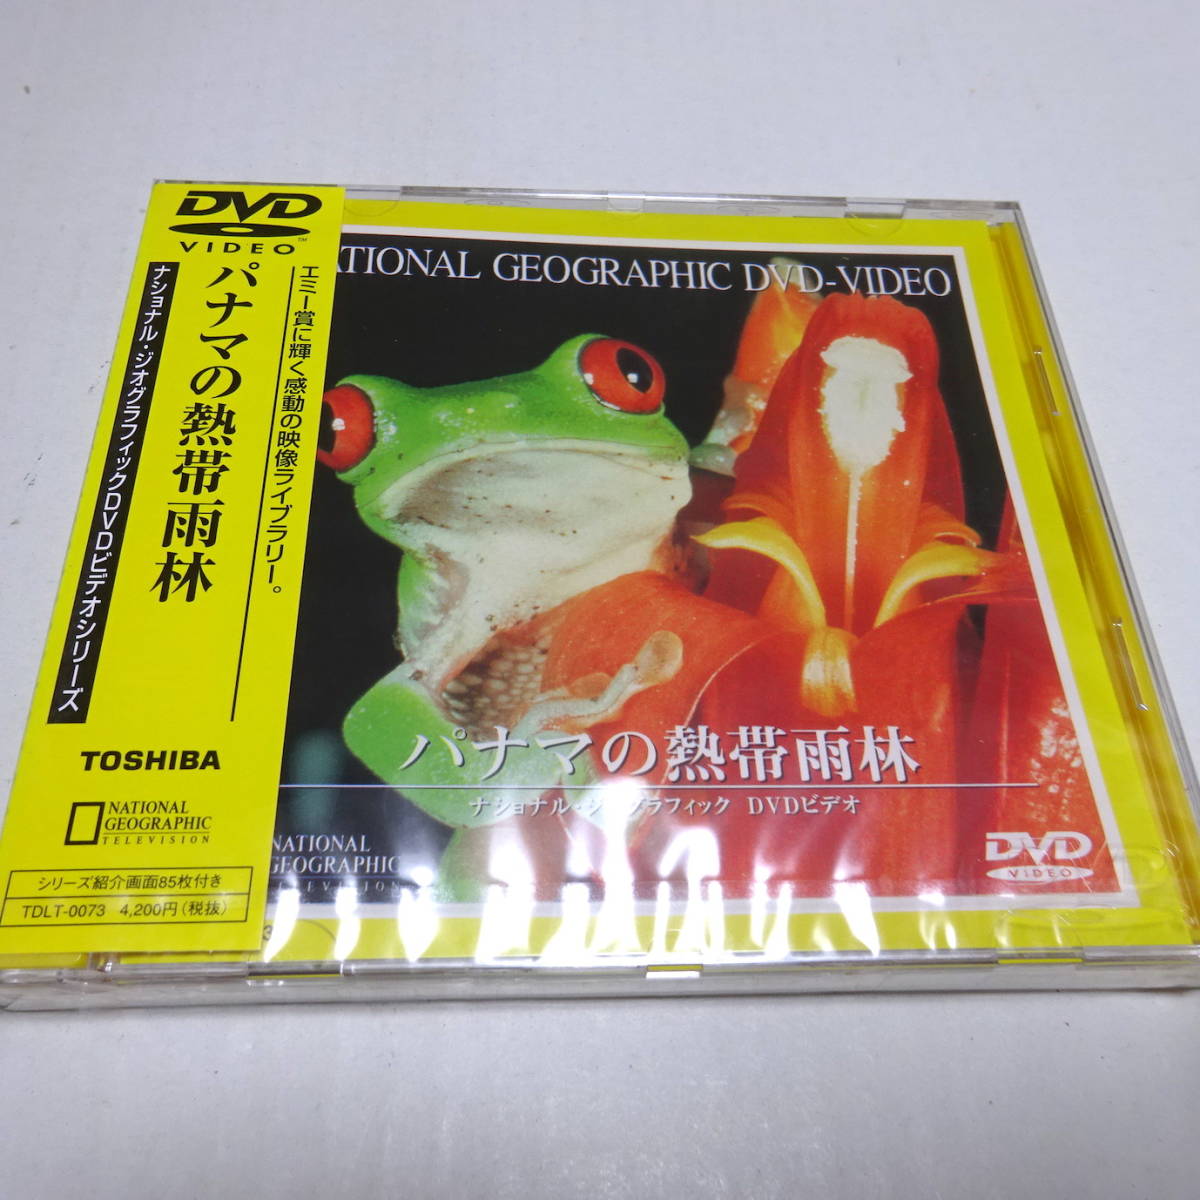 DVD
VIDEO
TM
エミー賞に輝く感動の映像ライブラリー。
パナマの熱帯雨林
ナショナル・ジオグラフィックDVDビデオシリーズ
TOSHIBA
NATIONAL
GEOGRAPHIC
TELEVISION
シリーズ紹介画面85枚付き
TDLT-0073 4,200円(税抜)
ATIONAL GEOGRAPHIC DVD-VIDEO
パナマの熱帯雨林
ナショナル・ジオグラフィック DVDビデオ
NATIONAL
GEOGRAPHIC
TELEVISION
DVD
VIDEO
3